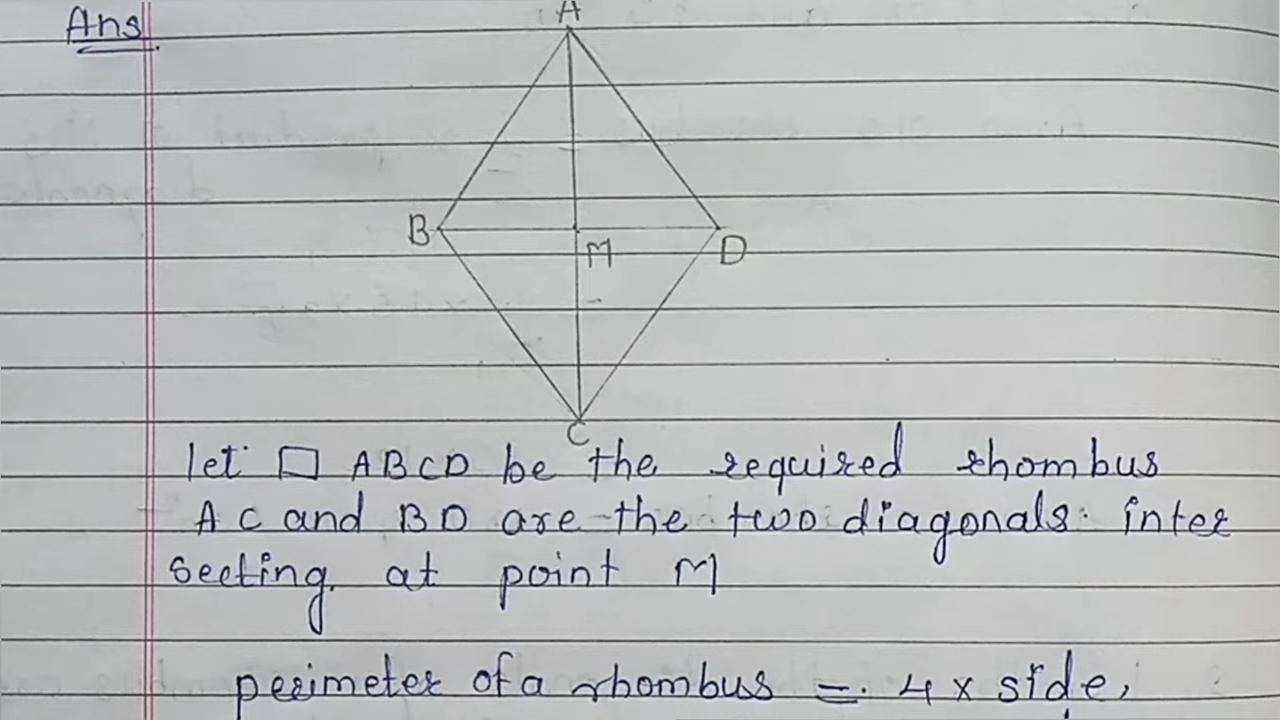 Ans.
A
B
M
D
C
let □ ABCD be the required rhombus
AC and BD are the two diagonals. inter
secting. at point M
perimeter of a rhombus = 4 x side,